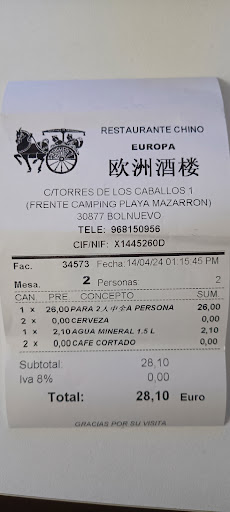 RESTAURANTE CHINO
EUROPA
欧洲酒楼
C/TORRES DE LOS CABALLOS 1
(FRENTE CAMPING PLAYA MAZARRON)
30877 BOLNUEVO
TELE: 968150956
CIF/NIF: X1445260D
Fac. 34573 Fecha: 14/04/24 01:15:45 PM
Mesa. 2 Personas 2
CAN PRE. CONCEPTO SUM.
1 x 26,00 PARA 2人中今A PERSONA 26,00
2 x 0,00 CERVEZA 0,00
1 x 2,10 AGUA MINERAL 1.5 L 2,10
2 x 0,00 CAFE CORTADO 0,00
Subtotal: 28,10
Iva 8% 0,00
Total: 28,10 Euro
GRACIAS POR SU VISITA